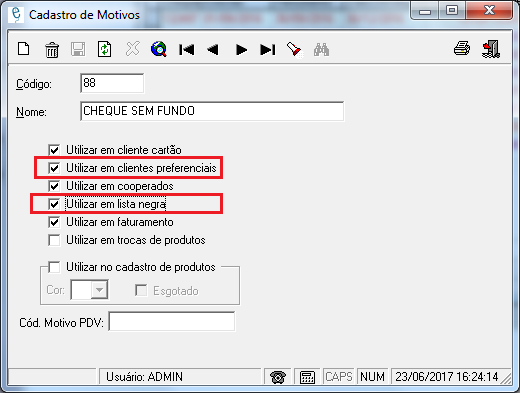 Cadastro de Motivos
Código: 88
Nome: CHEQUE SEM FUNDO
Utilizar em cliente cartão
Utilizar em clientes preferenciais
Utilizar em cooperados
Utilizar em lista negra
Utilizar em faturamento
Utilizar em trocas de produtos
Utilizar no cadastro de produtos
Cor: Esgotado
Cód. Motivo PDV:
Usuário: ADMIN CAPS NUM 23/06/2017 16:24:14